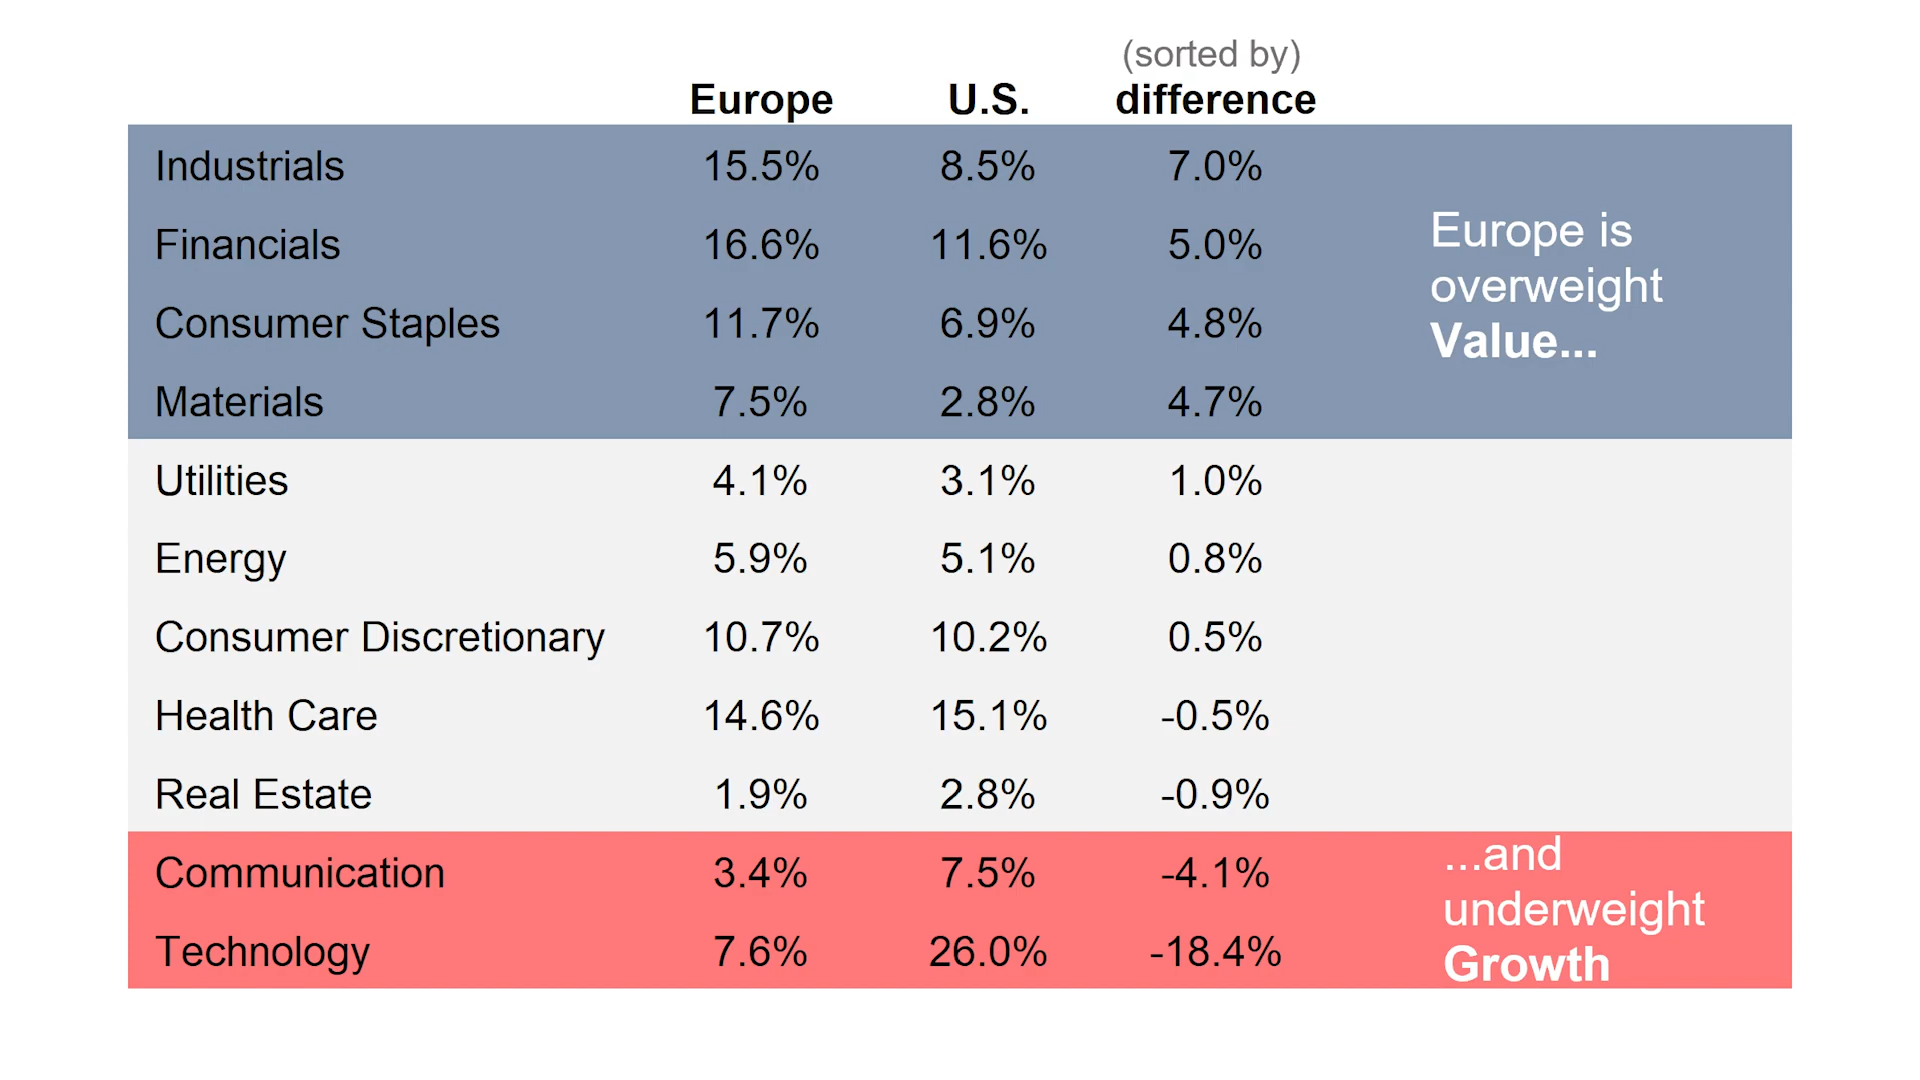 (sorted by)
Europe U.S. difference
Industrials 15.5% 8.5% 7.0%
Financials 16.6% 11.6% 5.0%
Consumer Staples 11.7% 6.9% 4.8%
Materials 7.5% 2.8% 4.7%
Europe is
overweight
Value...
Utilities 4.1% 3.1% 1.0%
Energy 5.9% 5.1% 0.8%
Consumer Discretionary 10.7% 10.2% 0.5%
Health Care 14.6% 15.1% -0.5%
Real Estate 1.9% 2.8% -0.9%
Communication 3.4% 7.5% -4.1%
Technology 7.6% 26.0% -18.4%
...and
underweight
Growth